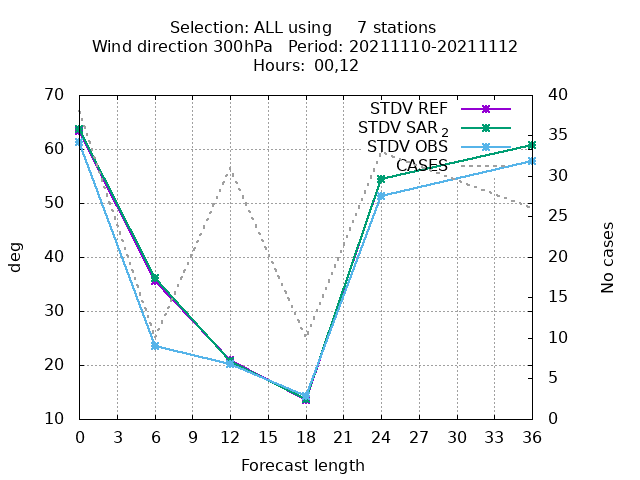 Selection: ALL using 7 stations
Wind direction 300hPa Period: 20211110-20211112
Hours: 00,12
STDV REF
STDV SAR 2
STDV OBS
CASES
70
60
50
40
30
20
10
deg
40
35
30
25
20
15
10
5
0
No cases
0 3 6 9 12 15 18 21 24 27 30 33 36
Forecast length